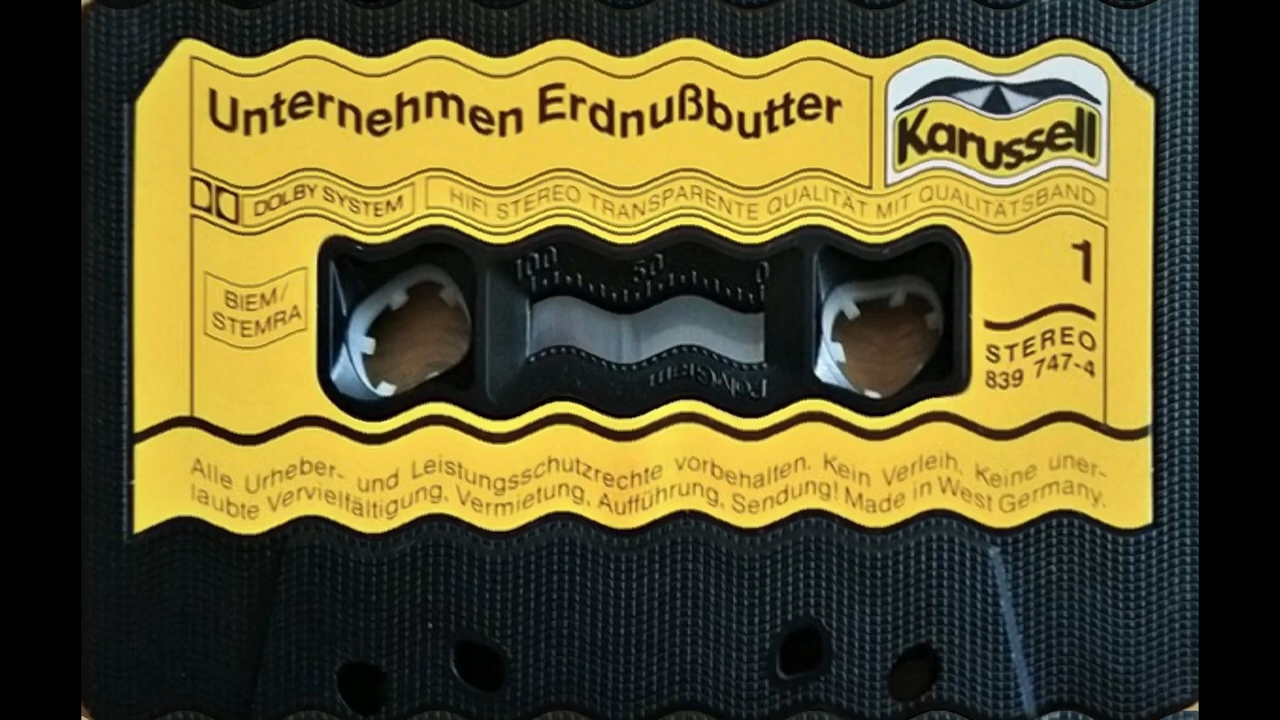 Unternehmen Erdnußbutter
Karussell
DOLBY SYSTEM
HIFI STEREO TRANSPARENTE QUALITÄT MIT QUALITÄTSBAND
100 50 0
1
BIEM/
STEMRA
STEREO
839 747-4
PolyGram
Alle Urheber- und Leistungsschutzrechte vorbehalten. Kein Verleih. Keine uner-
laubte Vervielfältigung, Vermietung, Aufführung, Sendung! Made in West Germany.